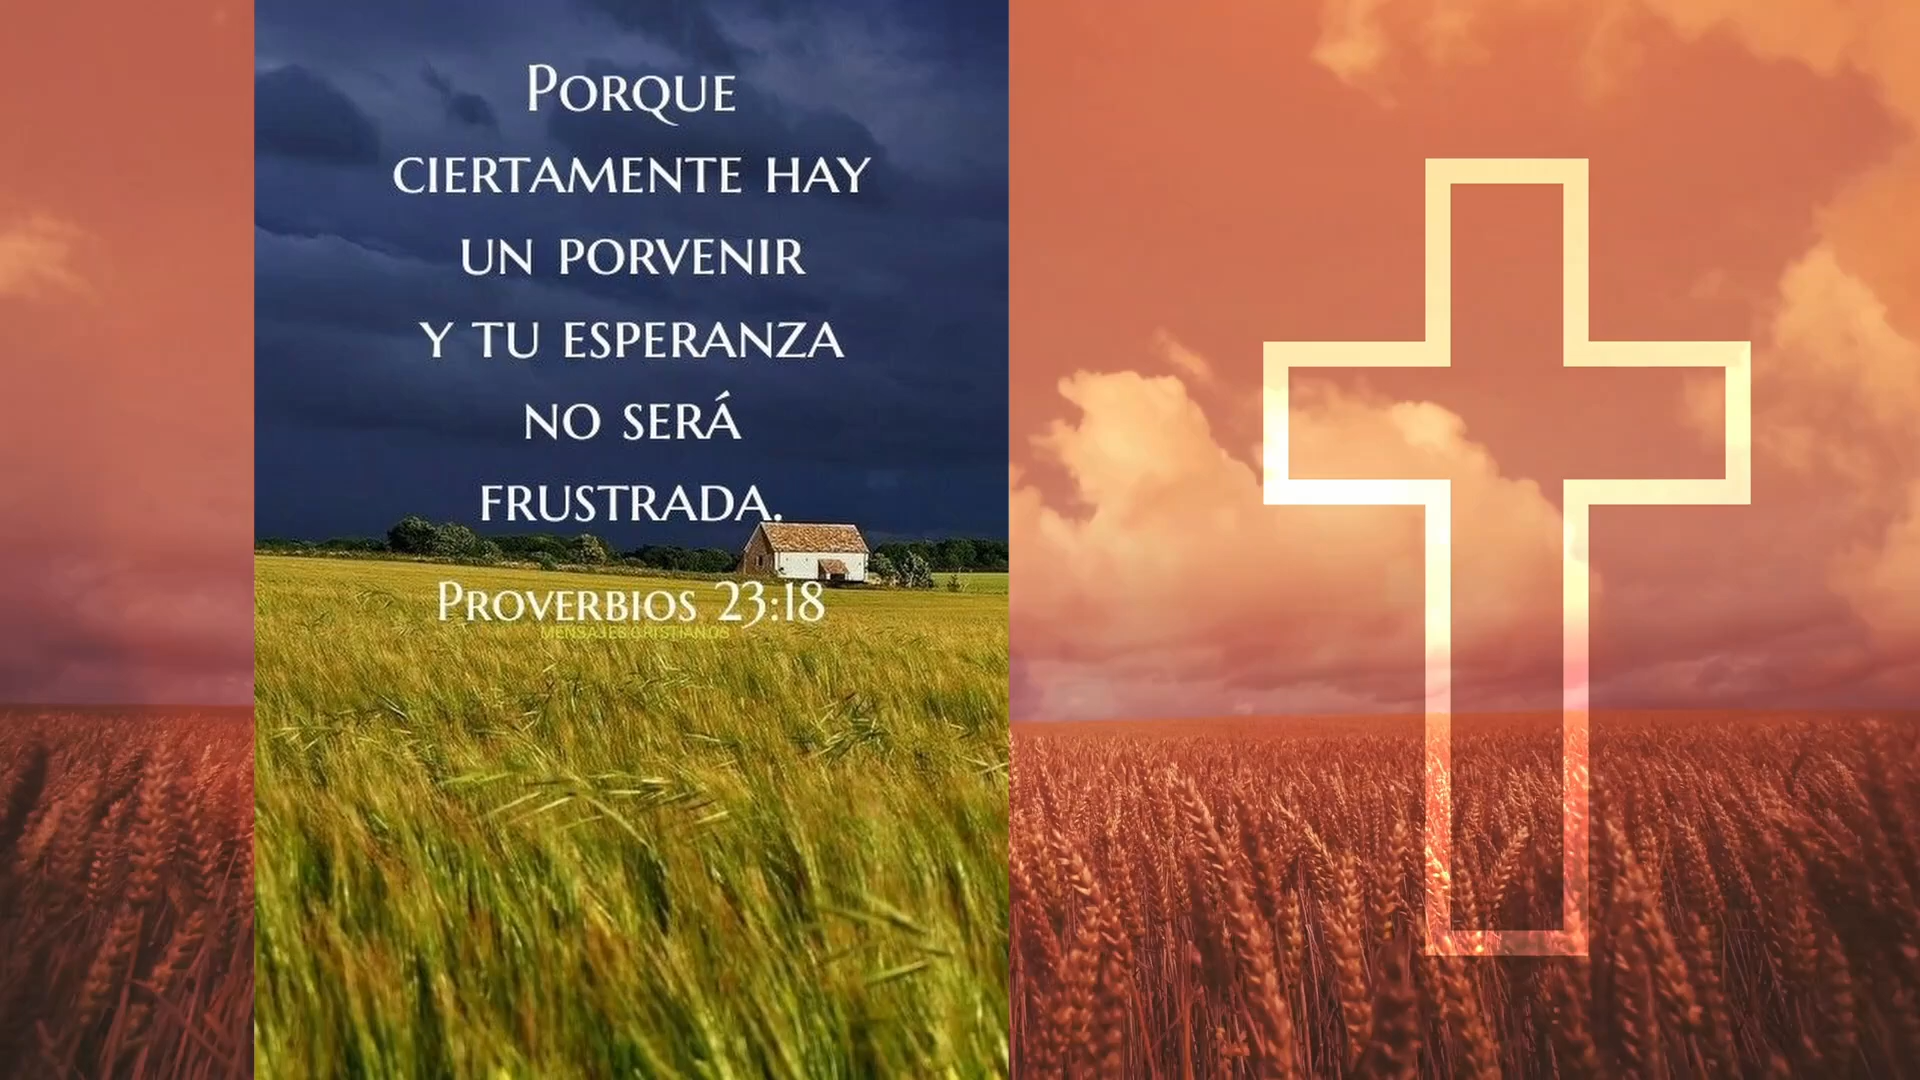 Porque
ciertamente hay
un porvenir
y tu esperanza
no será
frustrada.
Proverbios 23:18
MENSAJES CRISTIANOS